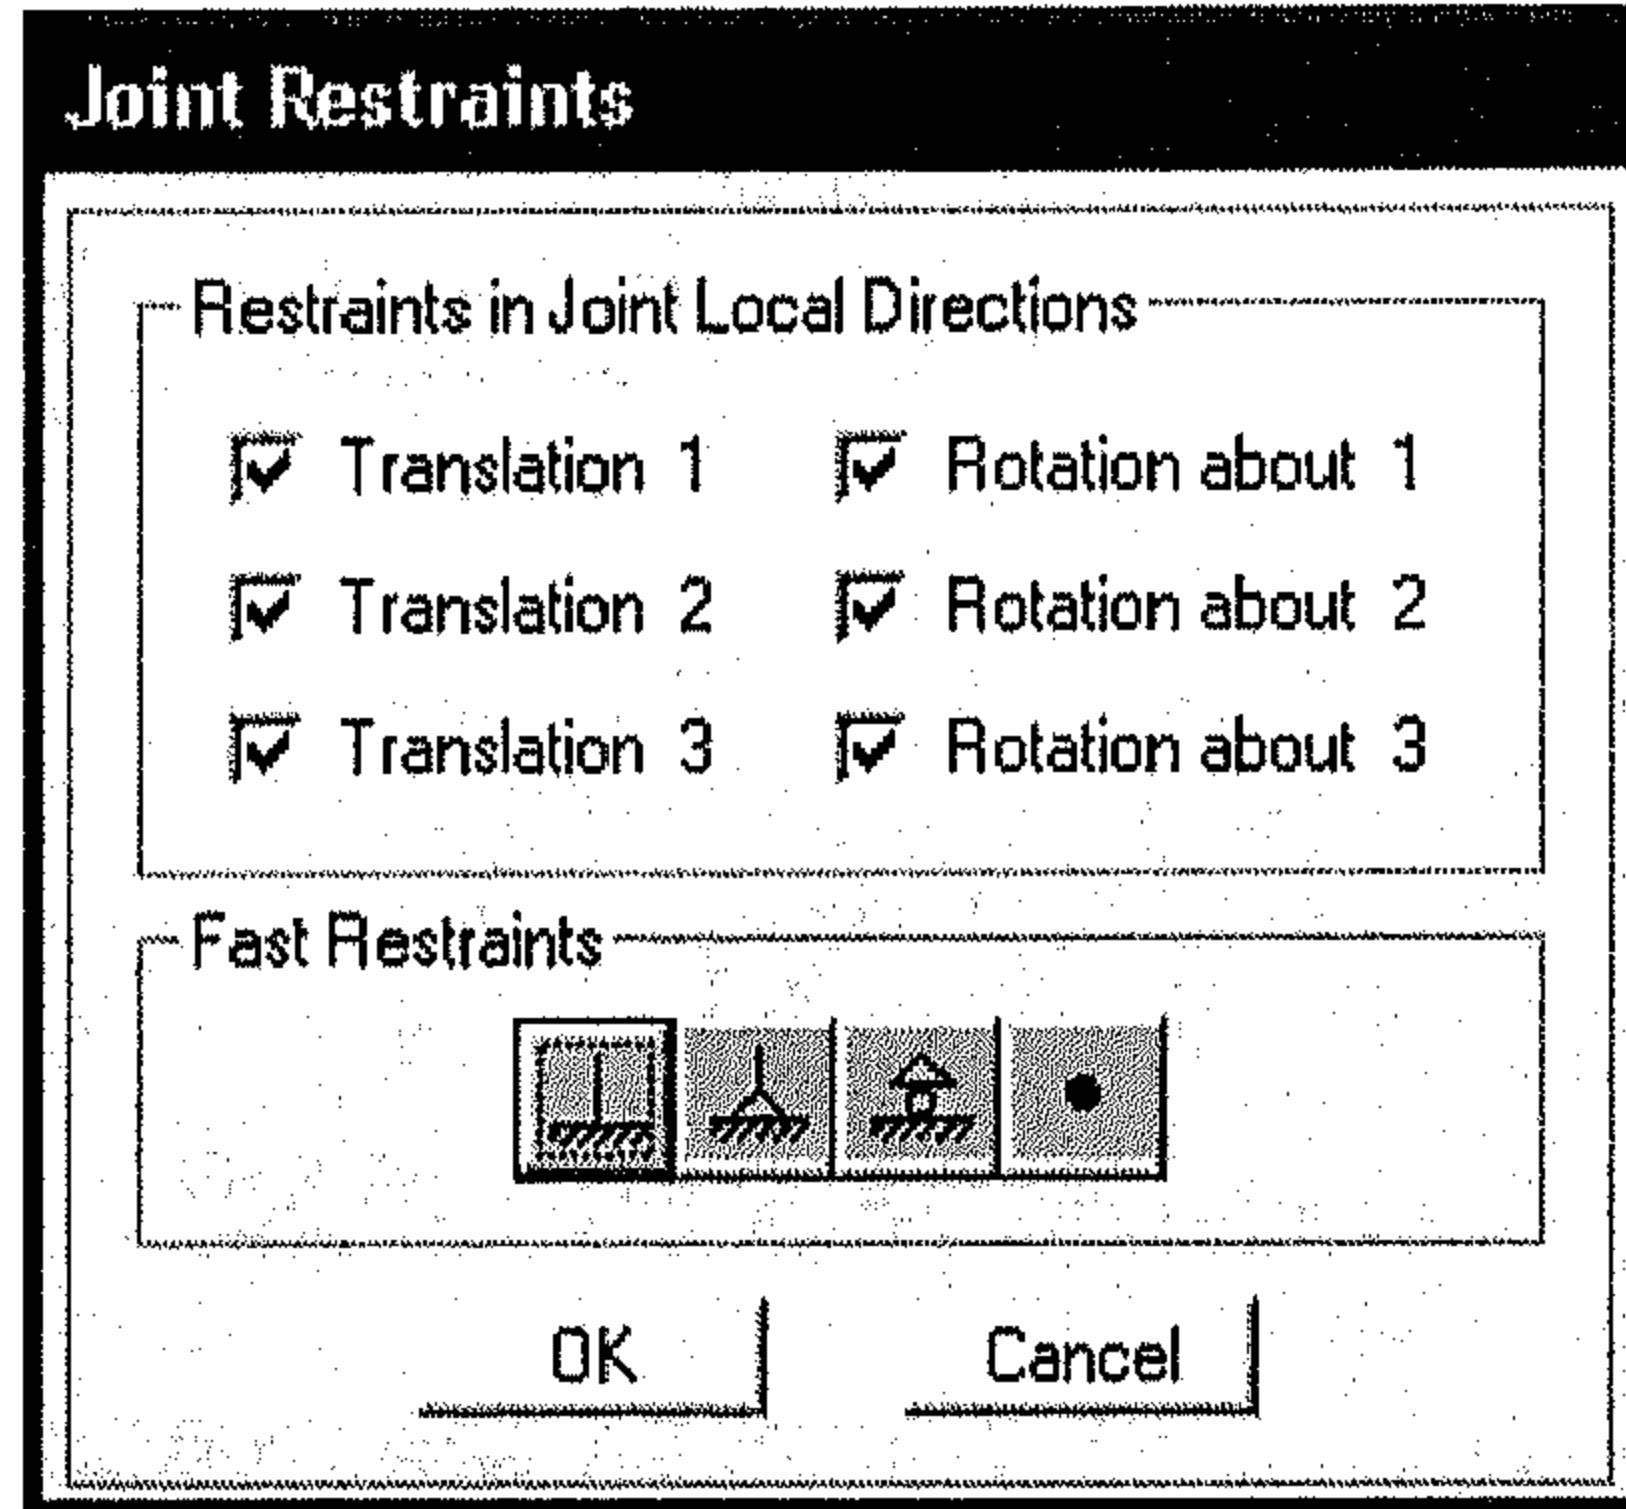 Joint Restraints
Restraints in Joint Local Directions
Translation 1 Rotation about 1
Translation 2 Rotation about 2
Translation 3 Rotation about 3
Fast Restraints
OK Cancel